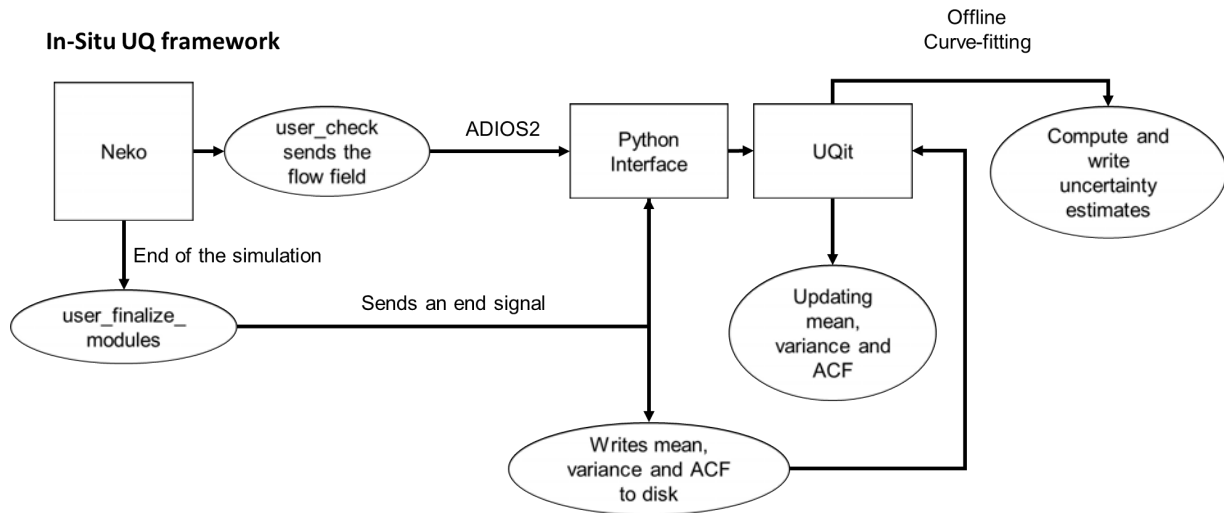 Offline
Curve-fitting
In-Situ UQ framework
Neko
user_check
sends the
flow field
ADIOS2
Python
Interface
UQit
Compute and
write
uncertainty
estimates
End of the simulation
user_finalize_
modules
Sends an end signal
Updating
mean,
variance and
ACF
Writes mean,
variance and ACF
to disk